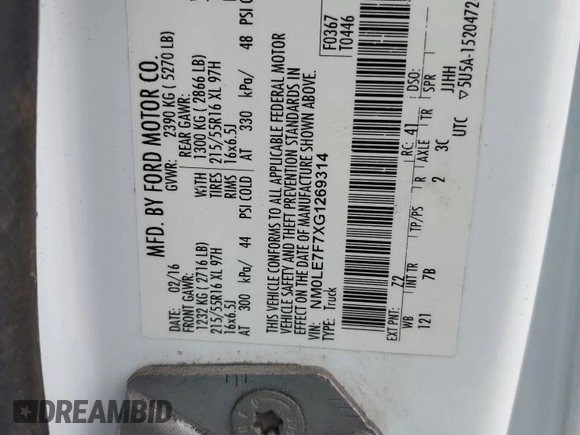 MFD. BY FORD MOTOR CO.
DATE: 02/16
GVWR: 2390 KG ( 5270 LB)
FRONT GAWR:
1232 KG ( 2716 LB)
215/55R16 XL 97H
16x6.5J
AT 300 kPa/ 44 PSI COLD
REAR GAWR:
WITH 1300 KG ( 2866 LB)
TIRES 215/55R16 XL 97H
RIMS 16x6.5J
AT 330 kPa/ 48 PSI C
THIS VEHICLE CONFORMS TO ALL APPLICABLE FEDERAL MOTOR
VEHICLE SAFETY AND THEFT PREVENTION STANDARDS IN
EFFECT ON THE DATE OF MANUFACTURE SHOWN ABOVE.
VIN: NM0LE7F7XG1269314
TYPE: Truck
F0367
T0446
EXT PNT: Z2
RC: 41
DSO:
WB INT TR TP/PS R AXLE TR SPR
121 7B 2 3C JJHH
UTC ▽5U5A-1520472
DREAMBID